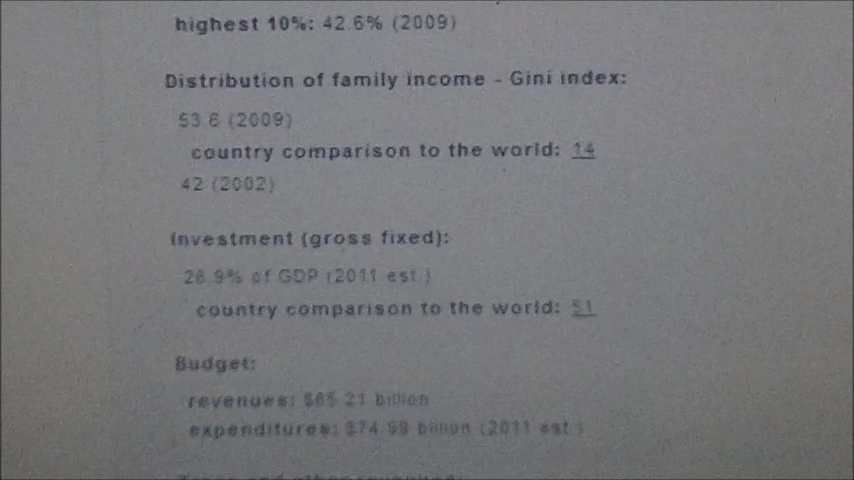 highest 10%: 42.6% (2009)
Distribution of family income - Gini index:
53.6 (2009)
country comparison to the world: 14
42 (2002)
Investment (gross fixed):
26.9% of GDP (2011 est.)
country comparison to the world: 51
Budget:
revenues: $65.21 billion
expenditures: $74.99 billion (2011 est.)